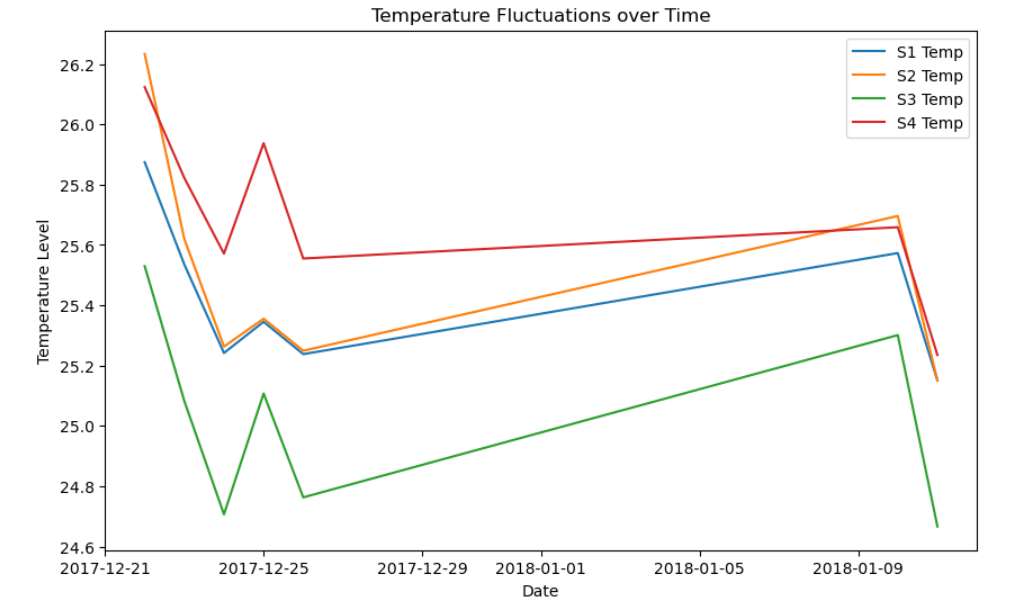 Temperature Fluctuations over Time
S1 Temp
S2 Temp
S3 Temp
S4 Temp
Temperature Level
26.2
26.0
25.8
25.6
25.4
25.2
25.0
24.8
24.6
2017-12-21 2017-12-25 2017-12-29 2018-01-01 2018-01-05 2018-01-09
Date